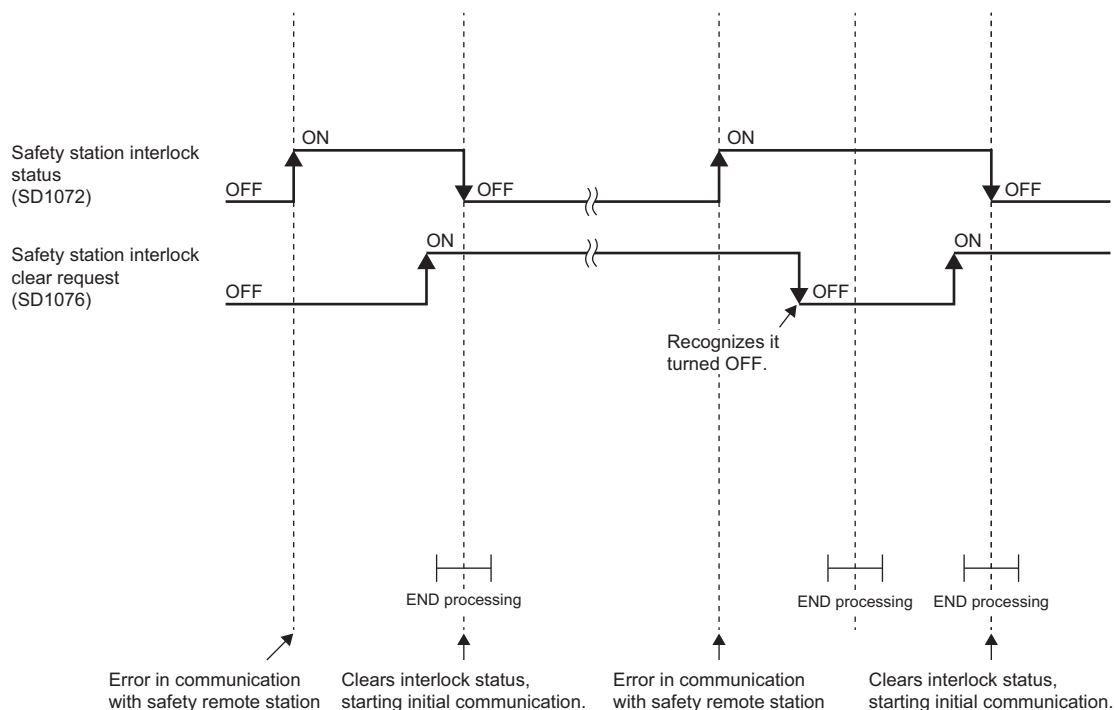 ON
Safety station interlock
status
(SD1072)
OFF
OFF
ON
OFF
Safety station interlock
clear request
(SD1076)
OFF
ON
OFF
ON
Recognizes it
turned OFF.
END processing
END processing
END processing
Error in communication
with safety remote station
Clears interlock status,
starting initial communication.
Error in communication
with safety remote station
Clears interlock status,
starting initial communication.